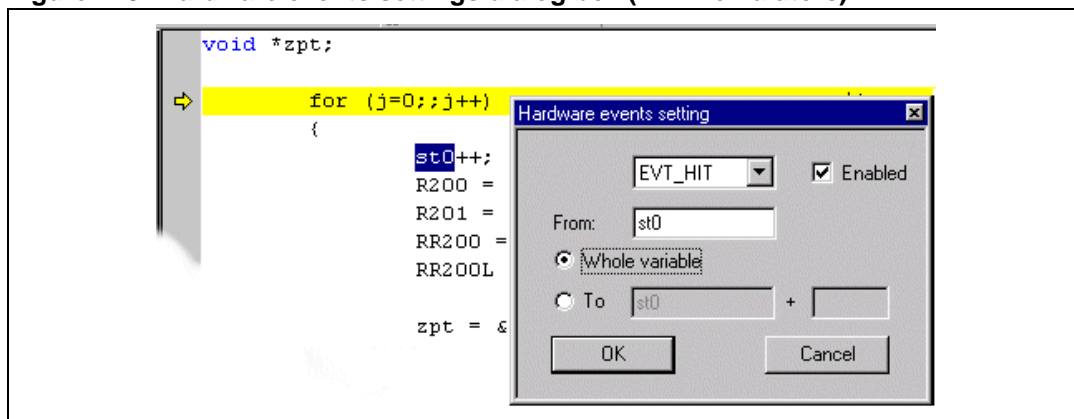 void *zpt;
for (j=0;;j++)
{
st0++;
R200 =
R201 =
RR200 =
RR200L
zpt = &
Hardware events setting
EVT_HIT
Enabled
From: st0
Whole variable
To st0 +
OK Cancel